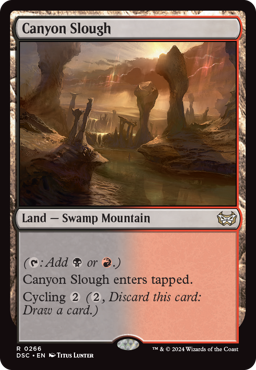 Canyon Slough
Land — Swamp Mountain
(: Add or .)
Canyon Slough enters tapped.
Cycling 2 (2, Discard this card:
Draw a card.)
R 0266
DSC • EN Titus Lunter
™ & © 2024 Wizards of the Coast